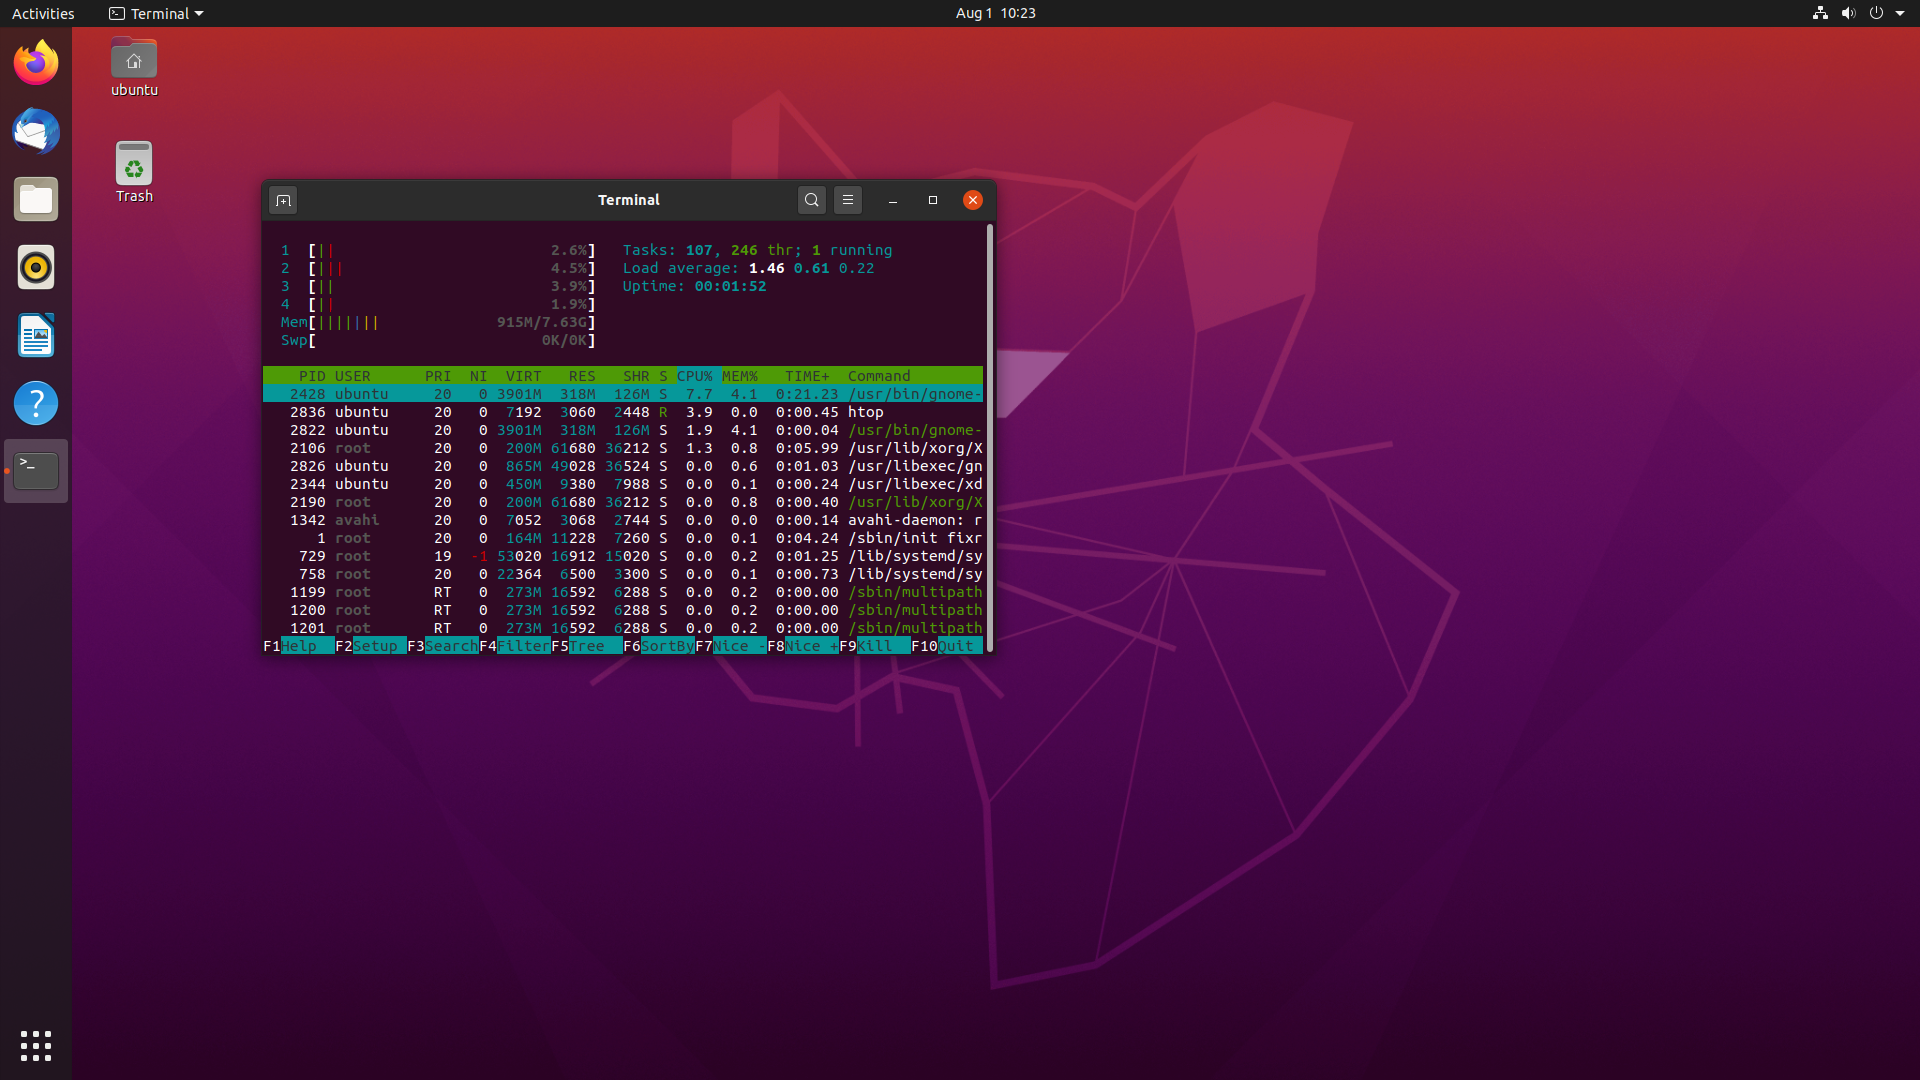 Activities Terminal Aug 1 10:23
ubuntu
Trash
Terminal
1 [|| 2.6%] Tasks: 107, 246 thr; 1 running
2 [||| 4.5%] Load average: 1.46 0.61 0.22
3 [|| 3.9%] Uptime: 00:01:52
4 [|| 1.9%]
Mem[||||||| 915M/7.63G]
Swp[ 0K/0K]
PID USER PRI NI VIRT RES SHR S CPU% MEM% TIME+ Command
2428 ubuntu 20 0 3901M 318M 126M S 7.7 4.1 0:21.23 /usr/bin/gnome-
2836 ubuntu 20 0 7192 3060 2448 R 3.9 0.0 0:00.45 htop
2822 ubuntu 20 0 3901M 318M 126M S 1.9 4.1 0:00.04 /usr/bin/gnome-
2106 root 20 0 200M 61680 36212 S 1.3 0.8 0:05.99 /usr/lib/xorg/X
2826 ubuntu 20 0 865M 49028 36524 S 0.0 0.6 0:01.03 /usr/libexec/gn
2344 ubuntu 20 0 450M 9380 7988 S 0.0 0.1 0:00.24 /usr/libexec/xd
2190 root 20 0 200M 61680 36212 S 0.0 0.8 0:00.40 /usr/lib/xorg/X
1342 avahi 20 0 7052 3068 2744 S 0.0 0.0 0:00.14 avahi-daemon: r
1 root 20 0 164M 11228 7260 S 0.0 0.1 0:04.24 /sbin/init fixr
729 root 19 -1 53020 16912 15020 S 0.0 0.2 0:01.25 /lib/systemd/sy
758 root 20 0 22364 6500 3300 S 0.0 0.1 0:00.73 /lib/systemd/sy
1199 root RT 0 273M 16592 6288 S 0.0 0.2 0:00.00 /sbin/multipath
1200 root RT 0 273M 16592 6288 S 0.0 0.2 0:00.00 /sbin/multipath
1201 root RT 0 273M 16592 6288 S 0.0 0.2 0:00.00 /sbin/multipath
F1Help F2Setup F3SearchF4FilterF5Tree F6SortByF7Nice -F8Nice +F9Kill F10Quit